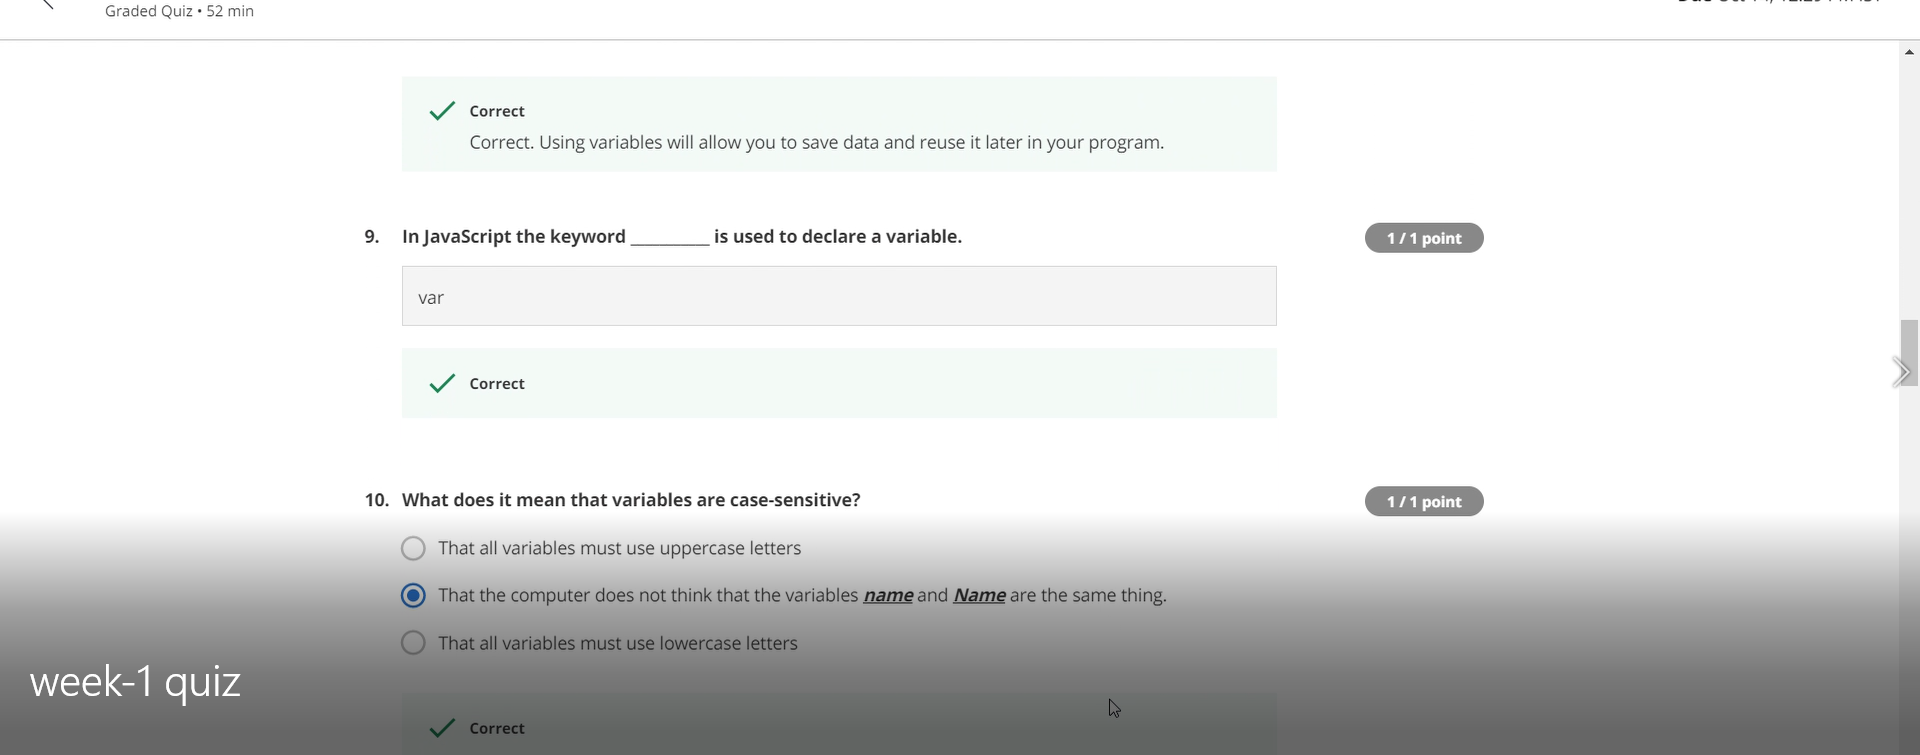 Graded Quiz • 52 min
Correct
Correct. Using variables will allow you to save data and reuse it later in your program.
9. In JavaScript the keyword __________ is used to declare a variable.
1 / 1 point
var
Correct
10. What does it mean that variables are case-sensitive?
1 / 1 point
That all variables must use uppercase letters
That the computer does not think that the variables name and Name are the same thing.
That all variables must use lowercase letters
week-1 quiz
Correct